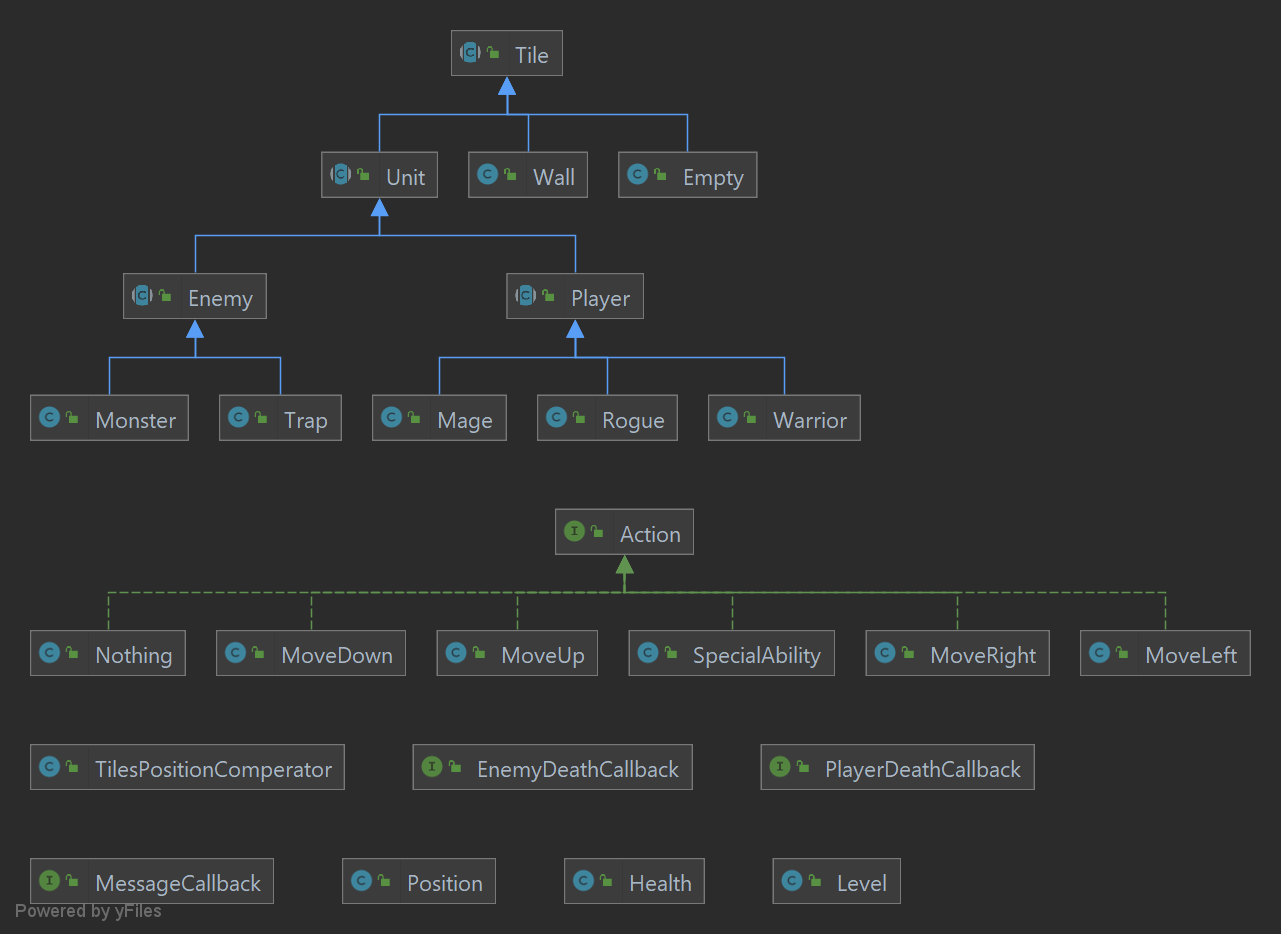 Tile
Unit Wall Empty
Enemy Player
Monster Trap Mage Rogue Warrior
Action
Nothing MoveDown MoveUp SpecialAbility MoveRight MoveLeft
TilesPositionComperator EnemyDeathCallback PlayerDeathCallback
MessageCallback Position Health Level
Powered by yFiles